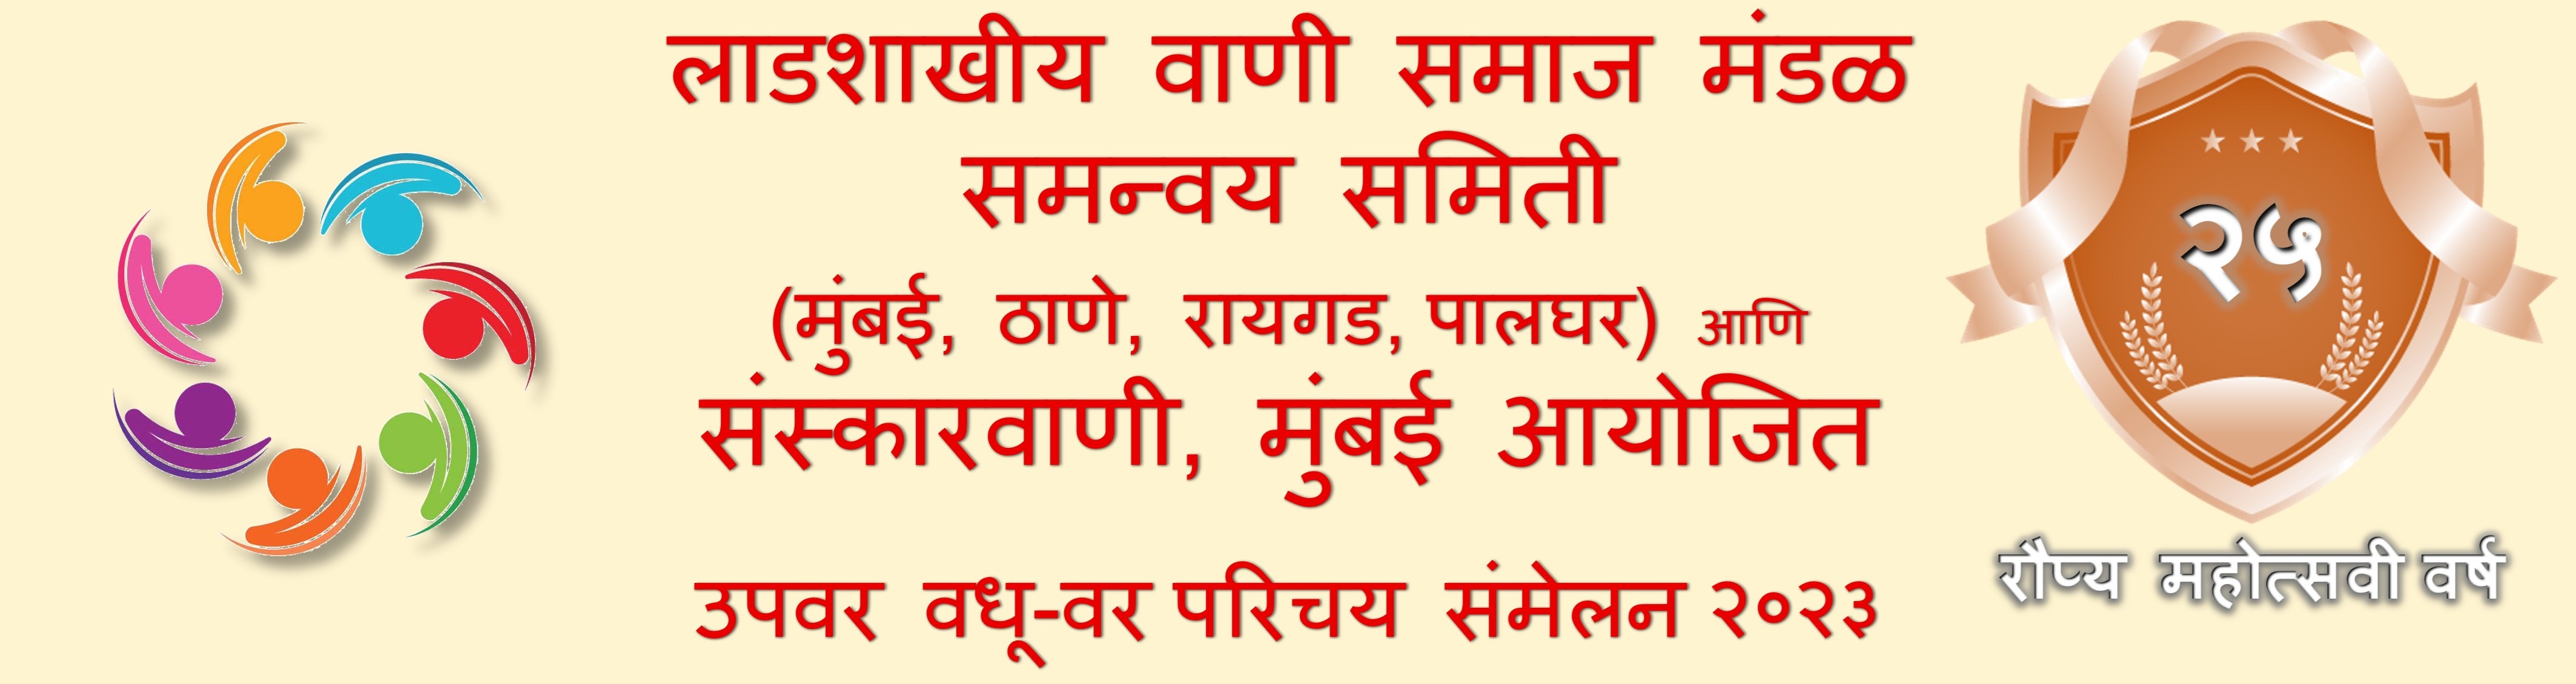 लाडशाखीय वाणी समाज मंडळ
समन्वय समिती
(मुंबई, ठाणे, रायगड, पालघर) आणि
संस्कारवाणी, मुंबई आयोजित
उपवर वधू-वर परिचय संमेलन २०२३
२५
रौप्य महोत्सवी वर्ष